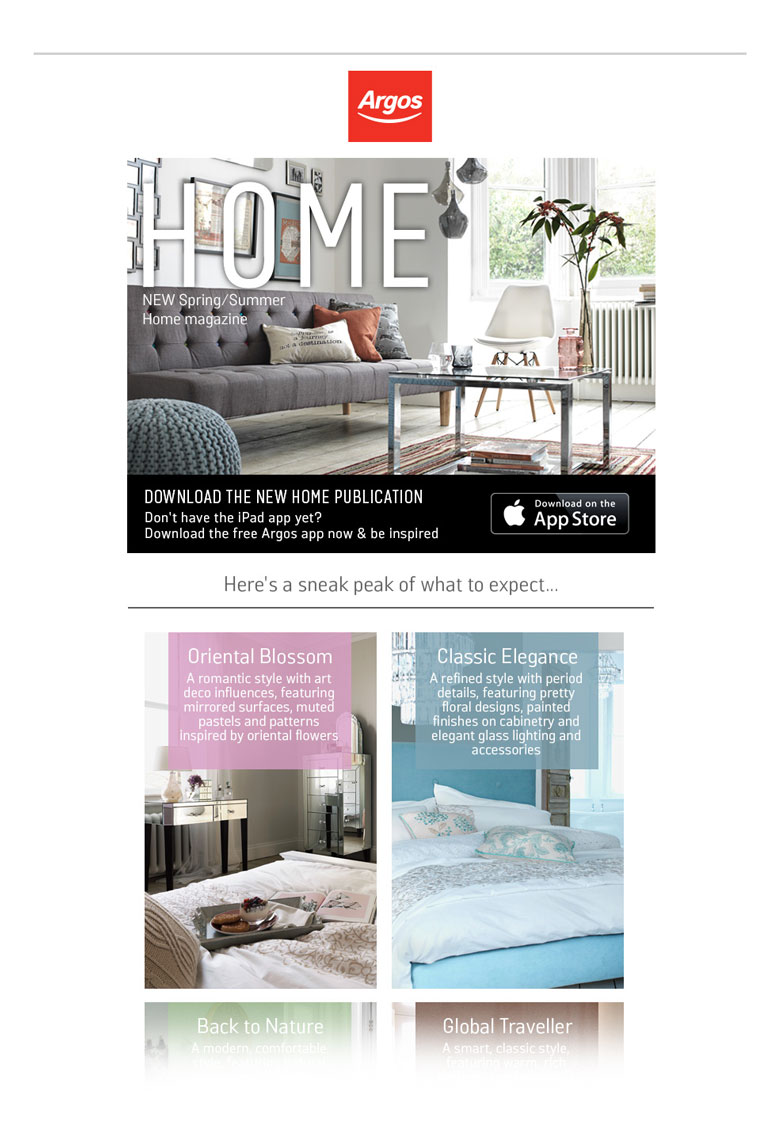 Argos
HOME
NEW Spring/Summer
Home magazine
a journey
not a destination
DOWNLOAD THE NEW HOME PUBLICATION
Don't have the iPad app yet?
Download the free Argos app now & be inspired
Download on the
App Store
Here's a sneak peak of what to expect...
Oriental Blossom
A romantic style with art
deco influences, featuring
mirrored surfaces, muted
pastels and patterns
inspired by oriental flowers
Classic Elegance
A refined style with period
details, featuring pretty
floral designs, painted
finishes on cabinetry and
elegant glass lighting and
accessories
Back to Nature
A modern, comfortable
Global Traveller
A smart, classic style,
featuring warm, rich